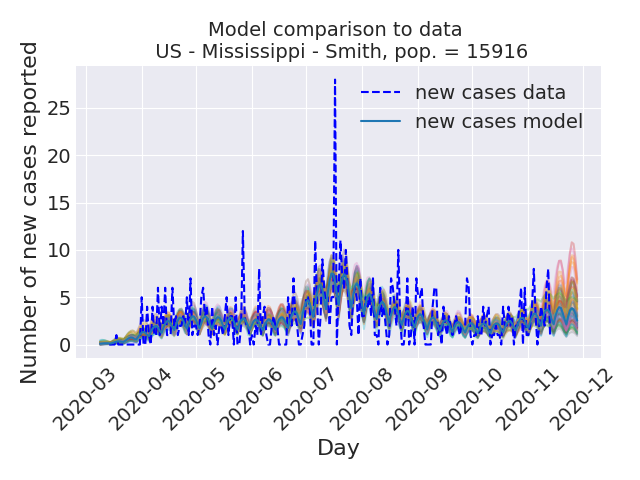 Model comparison to data
US - Mississippi - Smith, pop. = 15916
Number of new cases reported
25
20
15
10
5
0
new cases data
new cases model
2020-03
2020-04
2020-05
2020-06
2020-07
2020-08
2020-09
2020-10
2020-11
2020-12
Day